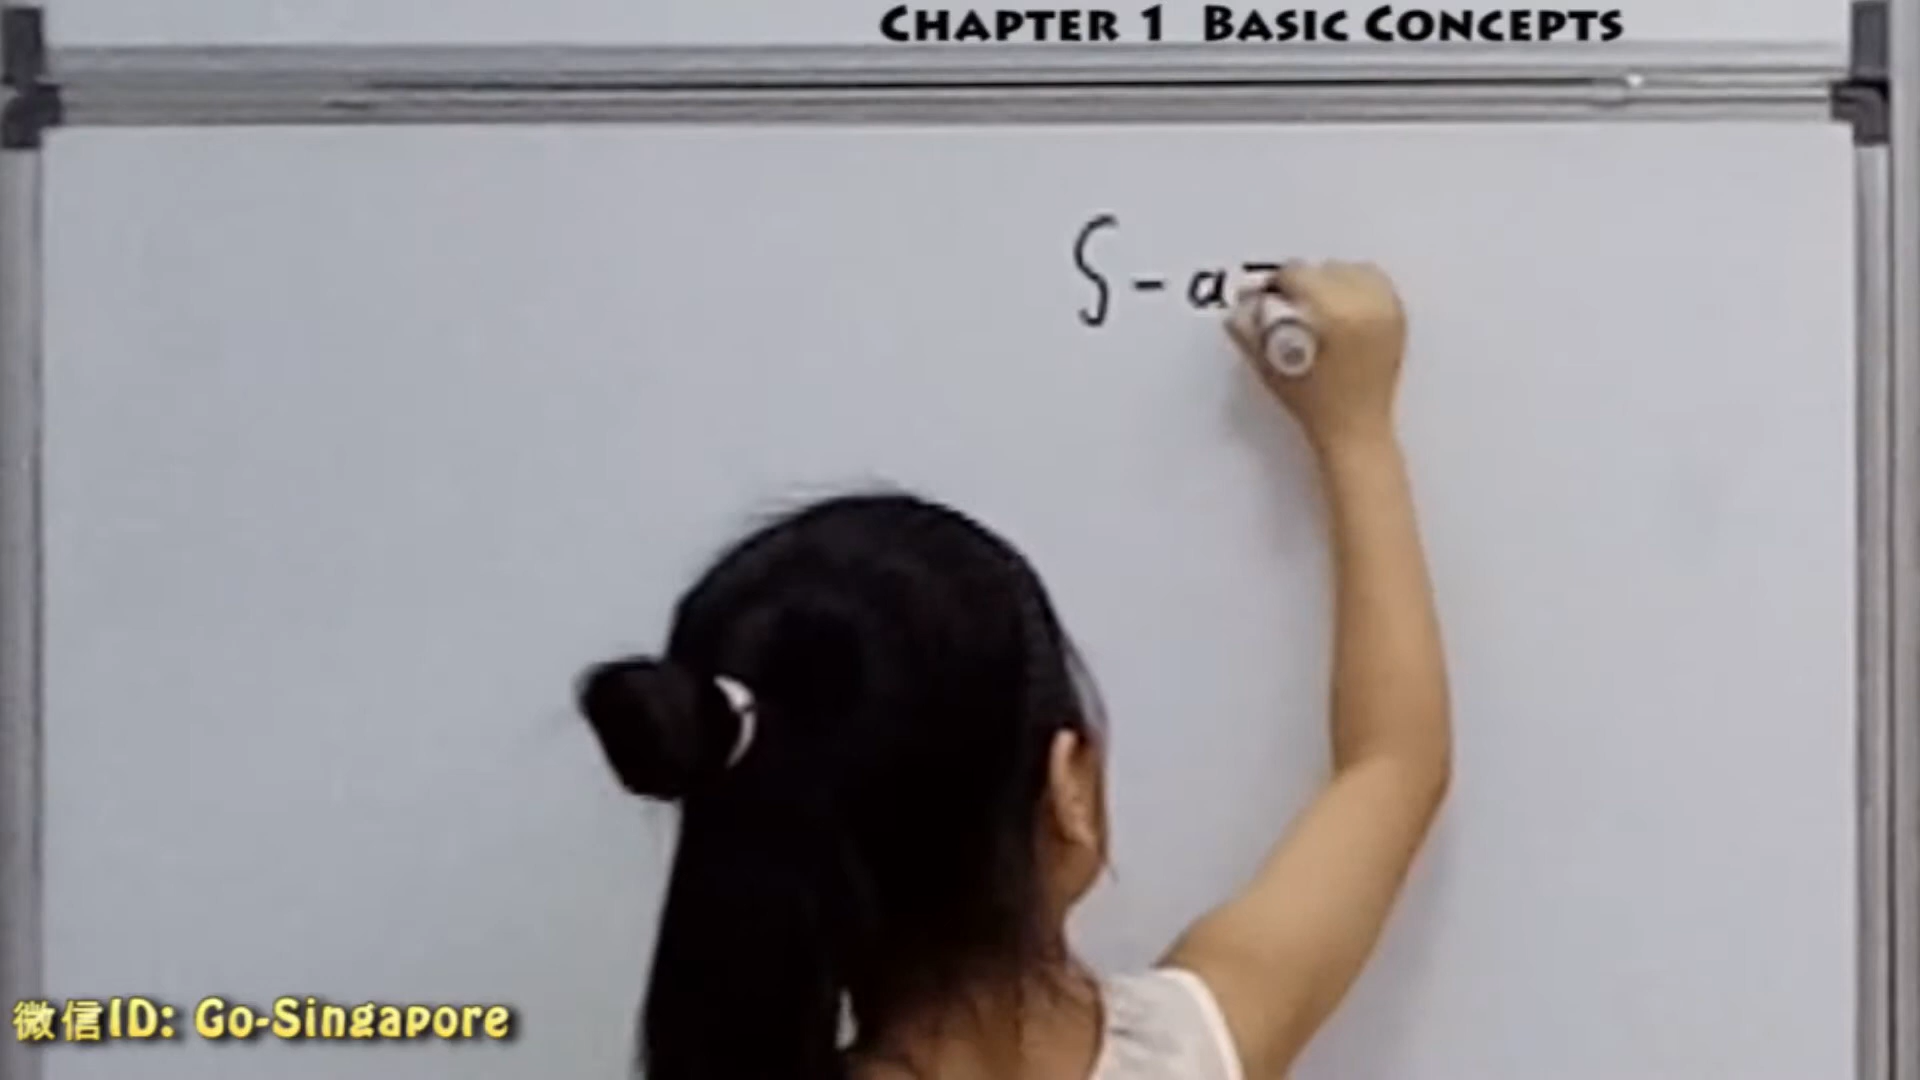 CHAPTER 1 BASIC CONCEPTS
S - a
微信ID: Go-Singapore